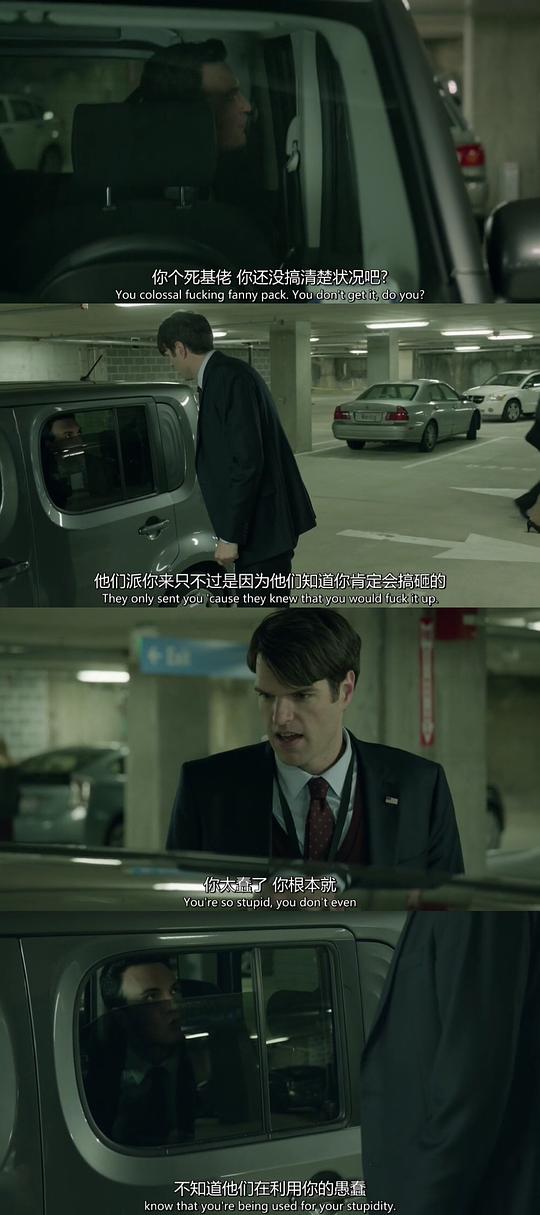 你个死基佬 你还没搞清楚状况吧?
You colossal fucking fanny pack. You don't get it, do you?
他们派你来只不过是因为他们知道你肯定会搞砸的
They only sent you 'cause they knew that you would fuck it up.
← Exit
你太蠢了 你根本就
You're so stupid, you don't even
不知道他们在利用你的愚蠢
know that you're being used for your stupidity.